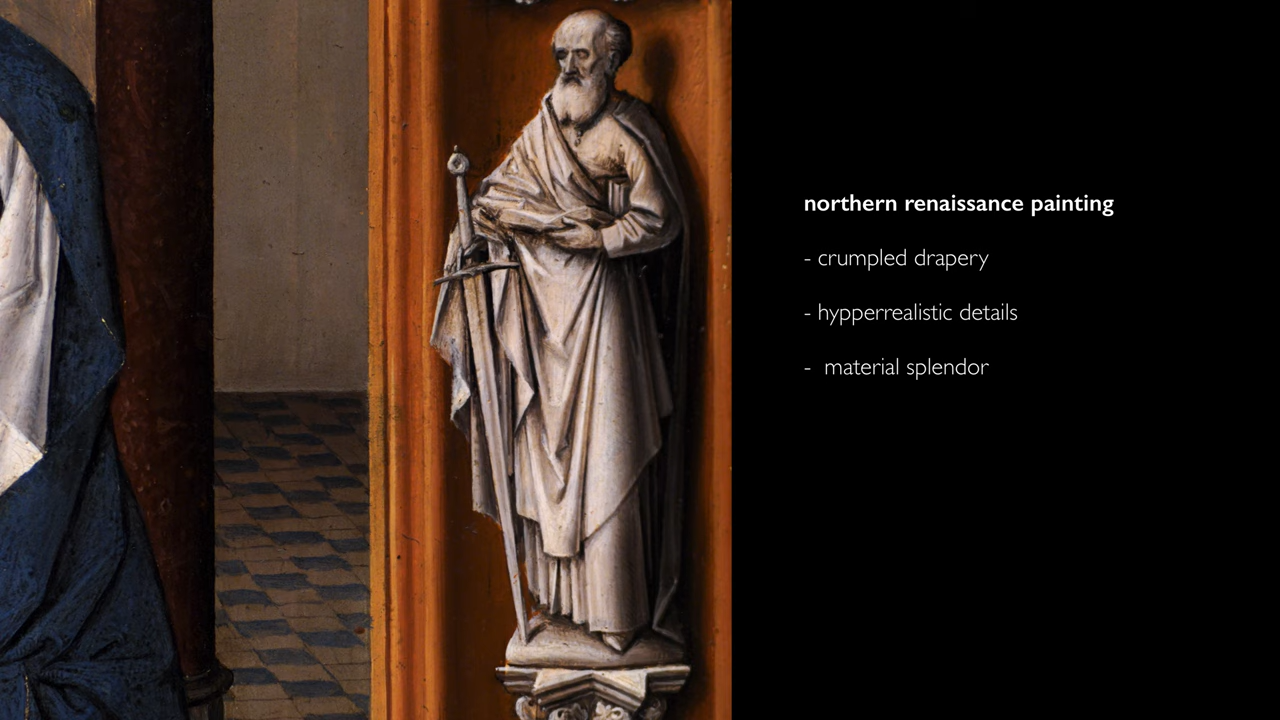 northern renaissance painting
- crumpled drapery
- hypperrealistic details
- material splendor